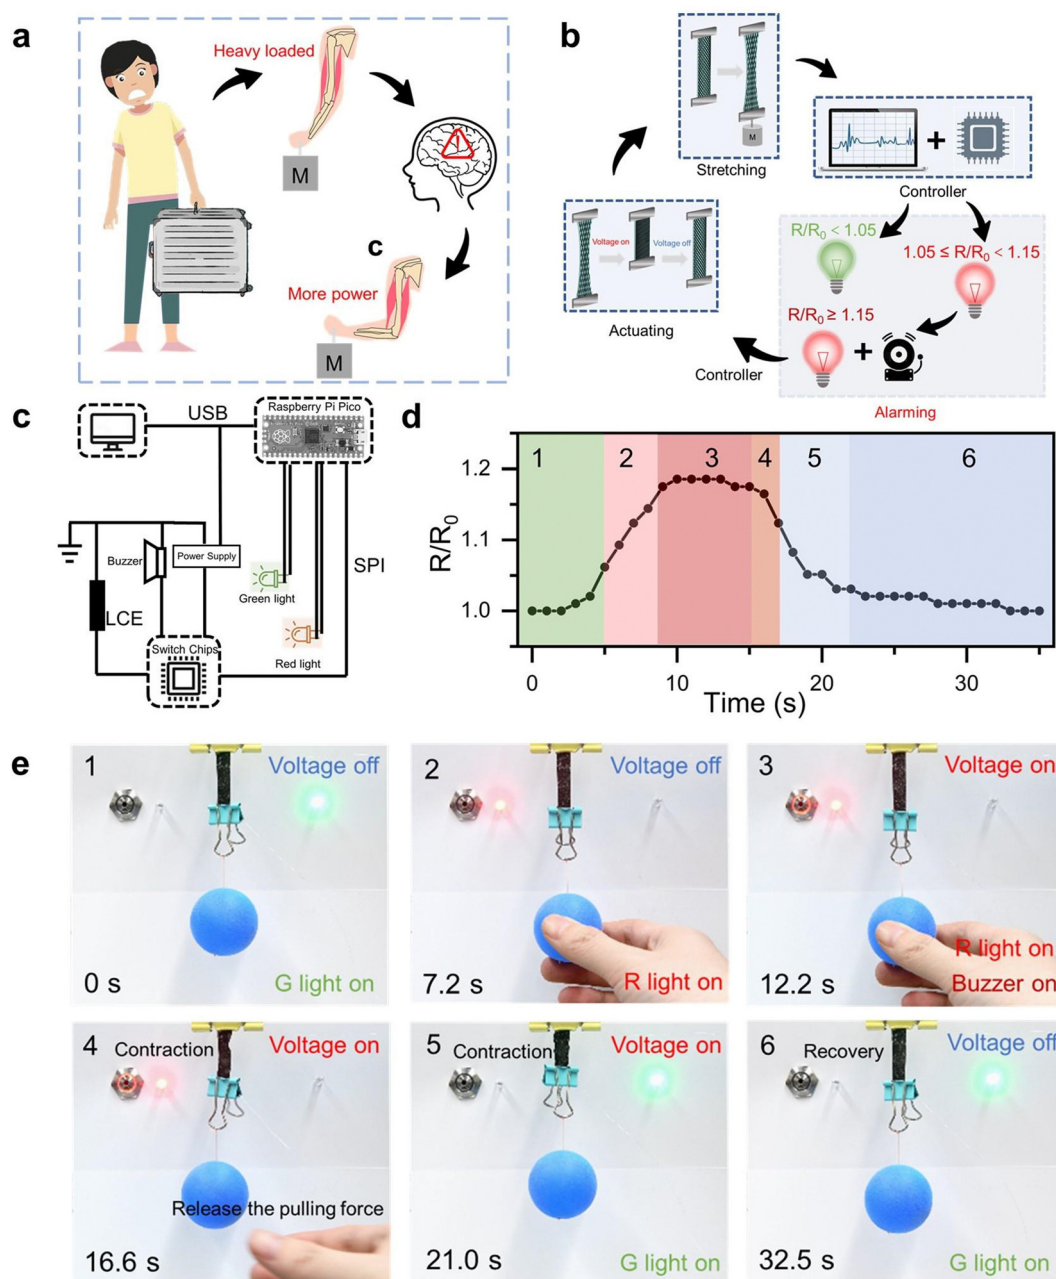 a
Heavy loaded
M
c
More power
M
b
M
Stretching
Controller
Voltage on
Voltage off
Actuating
R/R₀ < 1.05
1.05 ≤ R/R₀ < 1.15
R/R₀ ≥ 1.15
Controller
Alarming
c
USB
Raspberry Pi Pico
Buzzer
Power Supply
LCE
Green light
SPI
Red light
Switch Chips
d
1 2 3 4 5 6
1.2
1.1
1.0
R/R₀
0 10 20 30
Time (s)
e
1
Voltage off
0 s
G light on
2
Voltage off
7.2 s
R light on
3
Voltage on
12.2 s
R light on
Buzzer on
4
Contraction
Voltage on
Release the pulling force
16.6 s
5
Contraction
Voltage on
21.0 s
G light on
6
Recovery
Voltage off
32.5 s
G light on